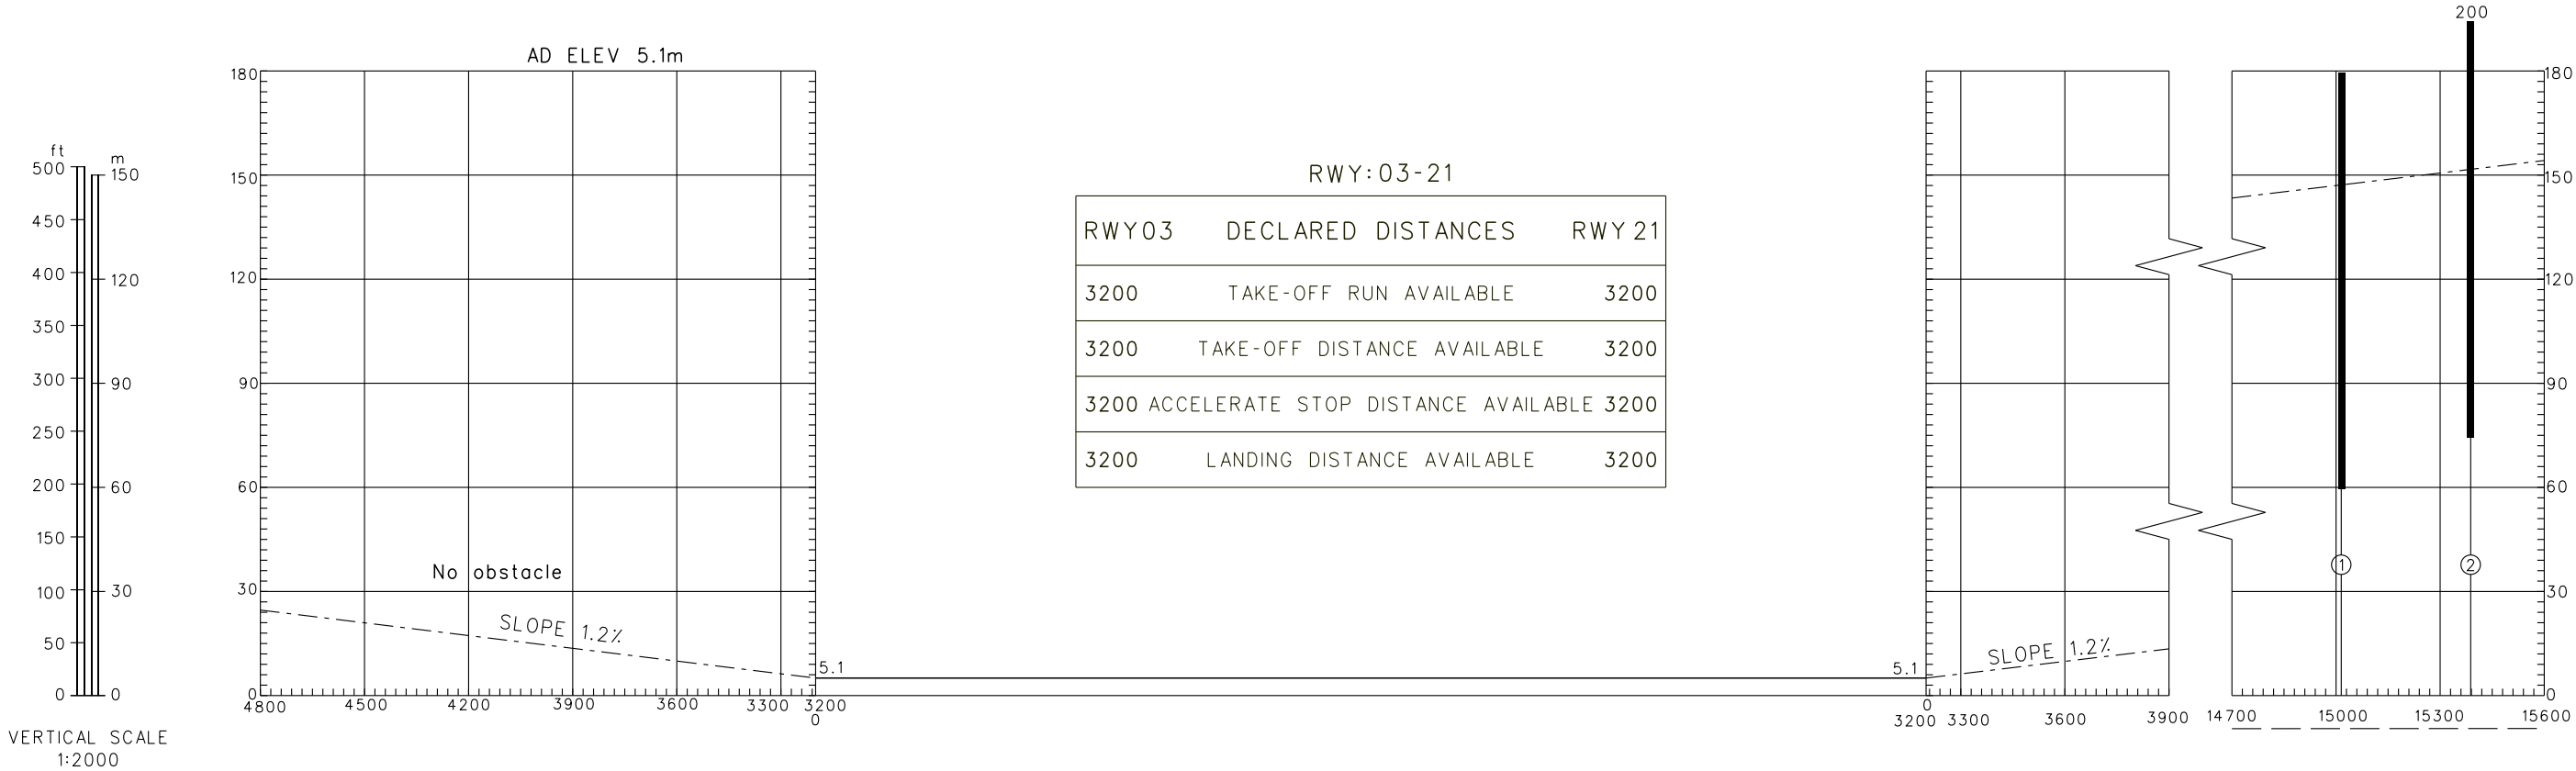 200
AD ELEV 5.1m
180
150
120
90
60
30
0
ft
m
500
450
400
350
300
250
200
150
100
50
0
150
120
90
60
30
0
VERTICAL SCALE
1:2000
No obstacle
SLOPE 1.2%
4800 4500 4200 3900 3600 3300 3200
0
5.1
RWY:03-21
RWY03 DECLARED DISTANCES RWY 21
3200 TAKE-OFF RUN AVAILABLE 3200
3200 TAKE-OFF DISTANCE AVAILABLE 3200
3200 ACCELERATE STOP DISTANCE AVAILABLE 3200
3200 LANDING DISTANCE AVAILABLE 3200
5.1
SLOPE 1.2%
0
3200 3300 3600 3900 14700 15000 15300 15600
1
2
180
150
120
90
60
30
0